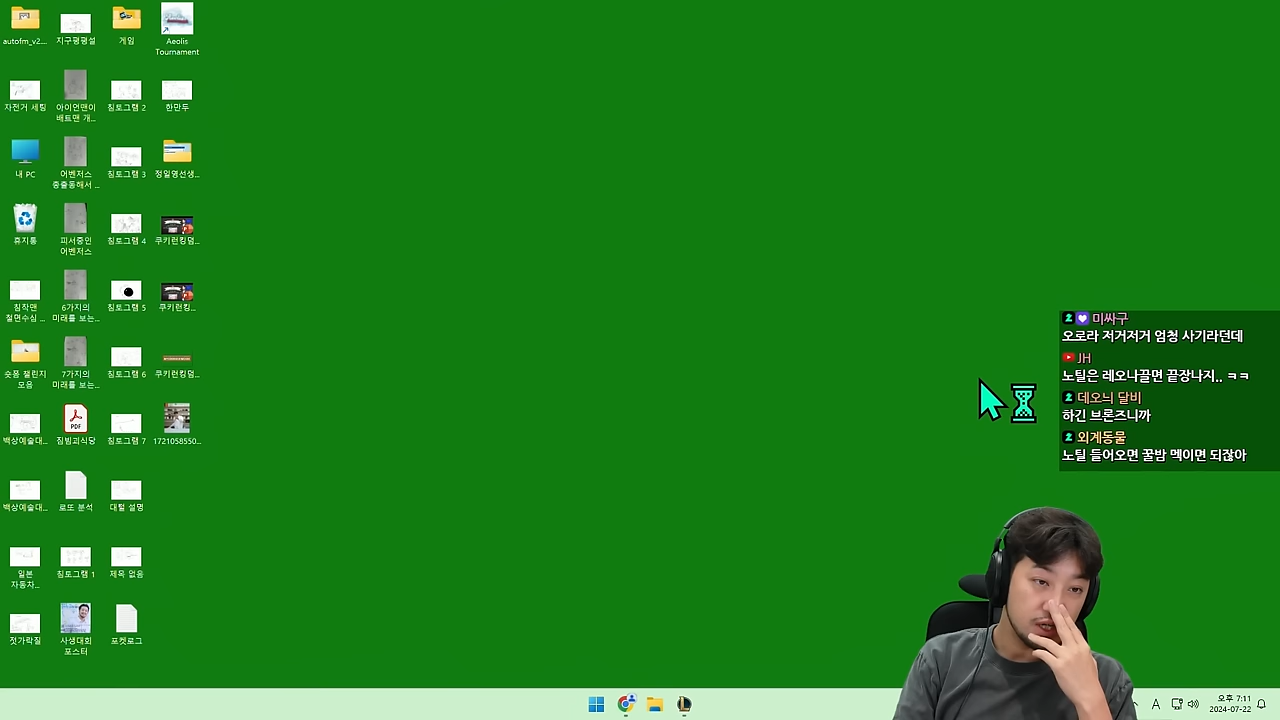 autofm_v2....
지구평평설
게임
Aeolis
Tournament
자전거 세팅
아이언맨이
배트맨 개...
침토그램 2
한만두
내 PC
어벤저스
총출동해서 ...
침토그램 3
정일영선생...
휴지통
피서중인
어벤저스
침토그램 4
쿠키런킹덤...
침착맨
절면수심 ...
6가지의
미래를 보는...
침토그램 5
쿠키런킹...
숏폼 챌린지
모음
7가지의
미래를 보는...
침토그램 6
쿠키런킹덤...
백상예술대...
PDF
짐빔괴식당
침토그램 7
1721058550...
백상예술대...
로또 분석
대털 설명
일본
자동차...
침토그램 1
제목 없음
젓가락질
사생대회
포스터
포켓로그
미싸구
오로라 저거저거 엄청 사기라던데
JH
노틸은 레오나끌면 끝장나지.. ㅋㅋ
데오늬 달비
하긴 브론즈니까
외계동물
노틸 들어오면 꿀밤 멕이면 되잖아
A
오후 7:11
2024-07-22